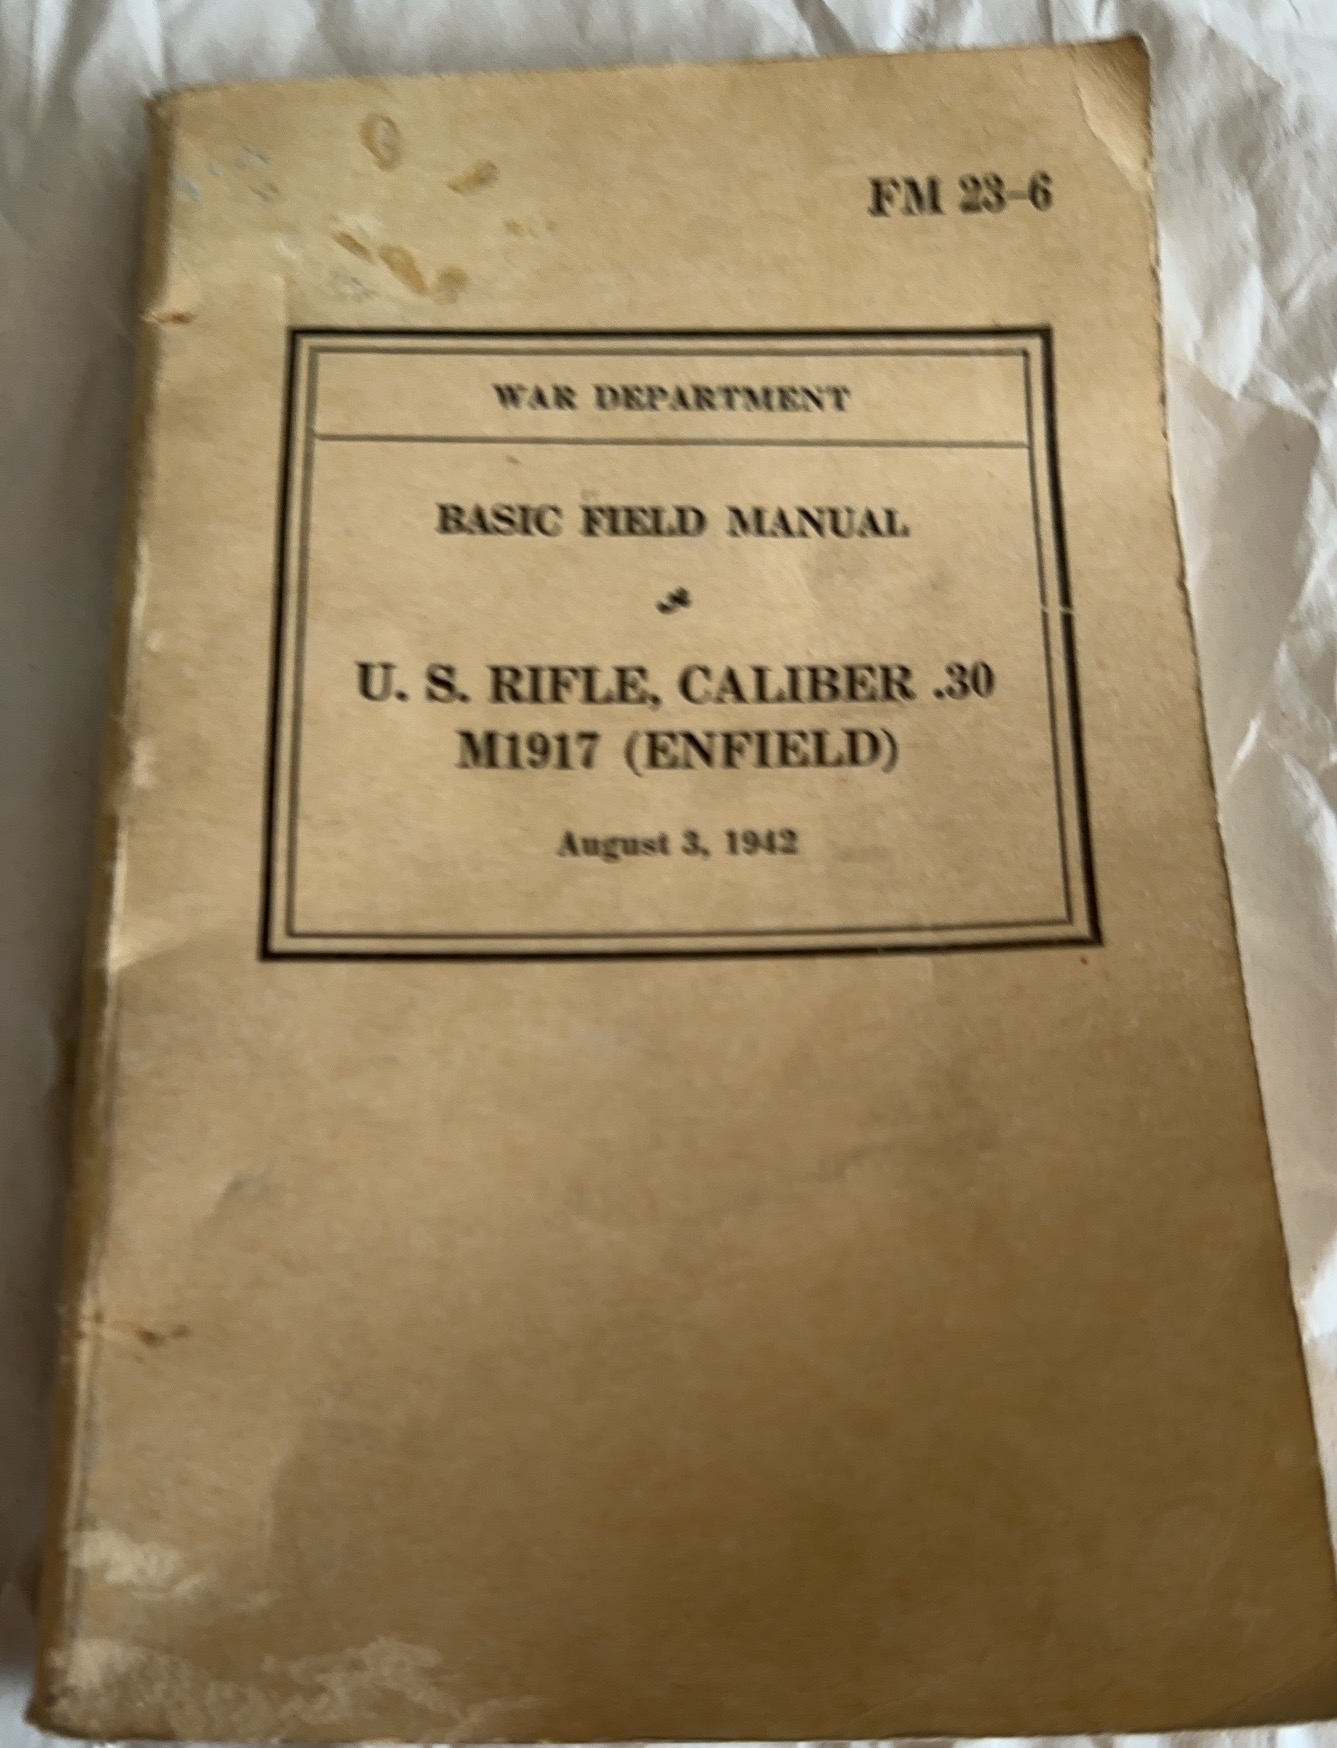 FM 23-6
WAR DEPARTMENT
BASIC FIELD MANUAL
U. S. RIFLE, CALIBER .30
M1917 (ENFIELD)
August 3, 1942